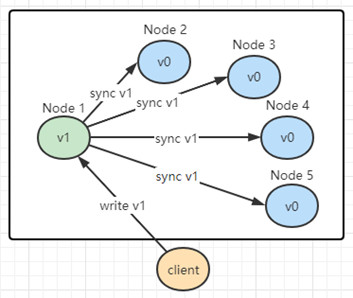 Node 2
v0
Node 3
v0
sync v1
sync v1
Node 1
v1
Node 4
sync v1
v0
Node 5
sync v1
v0
write v1
client